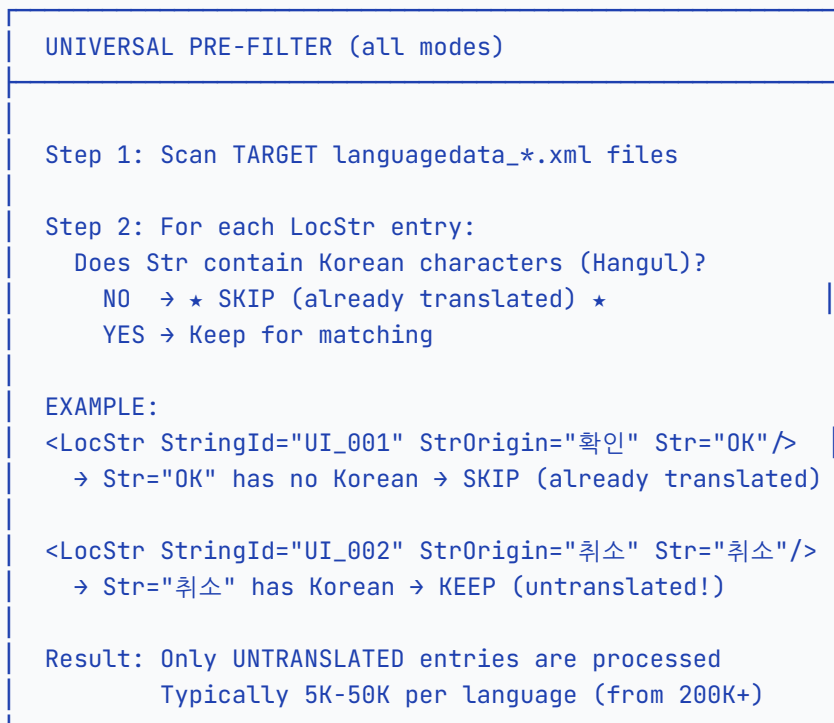 UNIVERSAL PRE-FILTER (all modes)
Step 1: Scan TARGET languagedata_*.xml files
Step 2: For each LocStr entry:
Does Str contain Korean characters (Hangul)?
NO → ★ SKIP (already translated) ★
YES → Keep for matching
EXAMPLE:
<LocStr StringId="UI_001" StrOrigin="확인" Str="OK"/>
→ Str="OK" has no Korean → SKIP (already translated)
<LocStr StringId="UI_002" StrOrigin="취소" Str="취소"/>
→ Str="취소" has Korean → KEEP (untranslated!)
Result: Only UNTRANSLATED entries are processed
Typically 5K-50K per language (from 200K+)